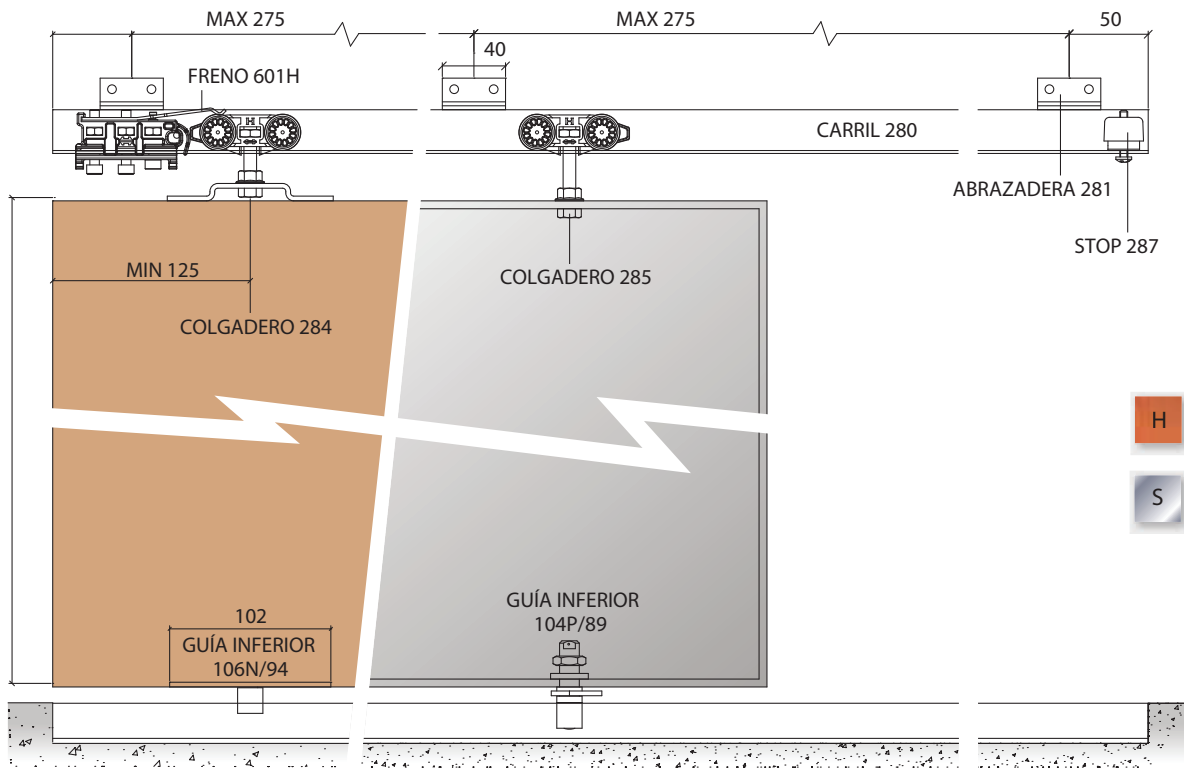 MAX 275
MAX 275
50
40
FRENO 601H
CARRIL 280
ABRAZADERA 281
STOP 287
MIN 125
COLGADERO 285
COLGADERO 284
H
S
102
GUÍA INFERIOR
106N/94
GUÍA INFERIOR
104P/89